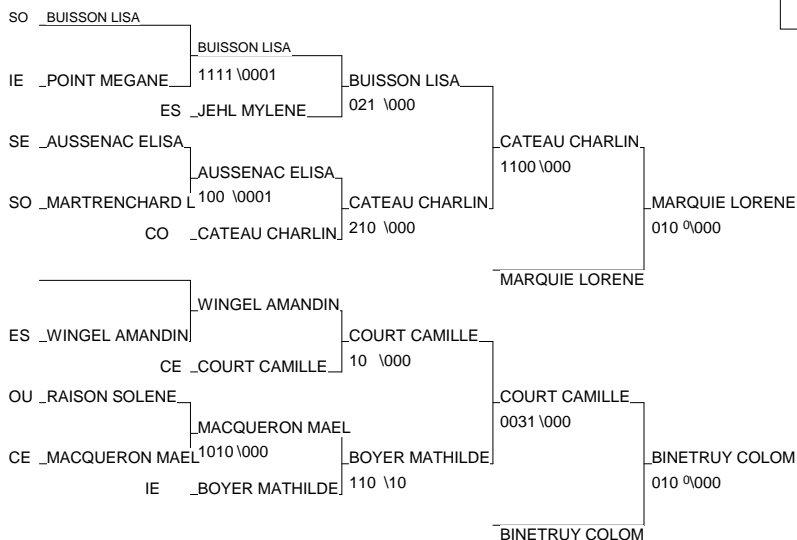 SO BUISSON LISA
BUISSON LISA
IE POINT MEGANE 1111 \0001 BUISSON LISA
ES JEHL MYLENE 021 \000
SE AUSSENAC ELISA CATEAU CHARLIN
AUSSENAC ELISA 1100 \000
SO MARTRENCHARD L 100 \0001 CATEAU CHARLIN MARQUIE LORENE
CO CATEAU CHARLIN 210 \000 010 0\000
MARQUIE LORENE
WINGEL AMANDIN
ES WINGEL AMANDIN COURT CAMILLE
CE COURT CAMILLE 10 \000
OU RAISON SOLENE COURT CAMILLE
MACQUERON MAEL 0031 \000
CE MACQUERON MAEL 1010 \000 BOYER MATHILDE BINETRUY COLOM
IE BOYER MATHILDE 110 \10 010 0\000
BINETRUY COLOM